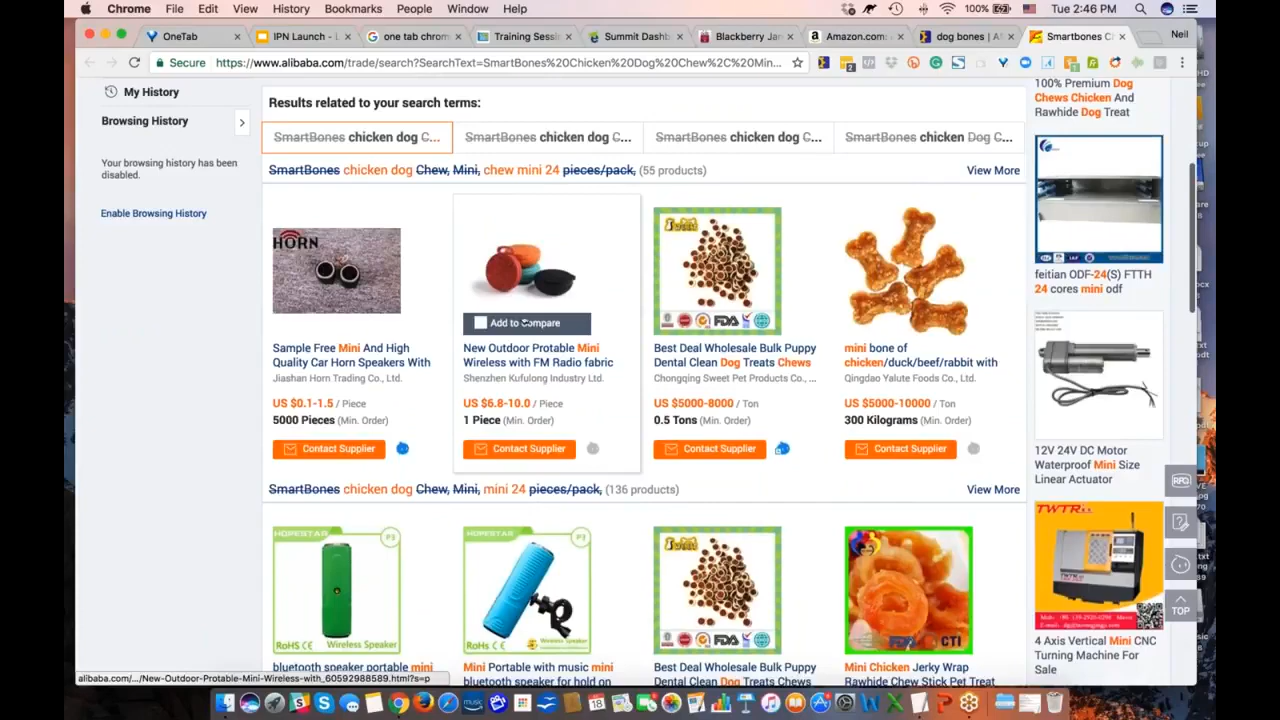 Chrome File Edit View History Bookmarks People Window Help
100% Tue 2:46 PM
OneTab
IPN Launch - L
one tab chrom
Training Sessi
Summit Dashb
Blackberry Jam
Amazon.com:
dog bones | Al
Smartbones C
Neil
Secure https://www.alibaba.com/trade/search?SearchText=SmartBones%20Chicken%20Dog%20Chew%2C%20Min...
My History
Browsing History
Your browsing history has been
disabled.
Enable Browsing History
Results related to your search terms:
SmartBones chicken dog C...
SmartBones chicken dog C...
SmartBones chicken dog C...
SmartBones chicken Dog C...
SmartBones chicken dog Chew, Mini, chew mini 24 pieces/pack, (55 products)
View More
HORN
Sample Free Mini And High
Quality Car Horn Speakers With
Jiashan Horn Trading Co., Ltd.
US $0.1-1.5 / Piece
5000 Pieces (Min. Order)
Contact Supplier
Add to Compare
New Outdoor Protable Mini
Wireless with FM Radio fabric
Shenzhen Kufulong Industry Ltd.
US $6.8-10.0 / Piece
1 Piece (Min. Order)
Contact Supplier
FDA
Best Deal Wholesale Bulk Puppy
Dental Clean Dog Treats Chews
Chongqing Sweet Pet Products Co., ...
US $5000-8000 / Ton
0.5 Tons (Min. Order)
Contact Supplier
mini bone of
chicken/duck/beef/rabbit with
Qingdao Yalute Foods Co., Ltd.
US $5000-10000 / Ton
300 Kilograms (Min. Order)
Contact Supplier
SmartBones chicken dog Chew, Mini, mini 24 pieces/pack, (136 products)
View More
HOPESTAR P3
RoHS CE Wireless Speaker
bluetooth speaker portable mini
HOPESTAR
RoHS CE Wireless Speaker
Mini Portable with music mini
bluetooth speaker for hold on
FDA
Best Deal Wholesale Bulk Puppy
Dental Clean Dog Treats Chews
Mini Chicken Jerky Wrap
Rawhide Chew Stick Pet Treat
100% Premium Dog
Chews Chicken And
Rawhide Dog Treat
feitian ODF-24(S) FTTH
24 cores mini odf
12V 24V DC Motor
Waterproof Mini Size
Linear Actuator
TWTR
4 Axis Vertical Mini CNC
Turning Machine For
Sale
RFQ
TOP
alibaba.com/.../New-Outdoor-Protable-Mini-Wireless-with_60592988589.html?s=p